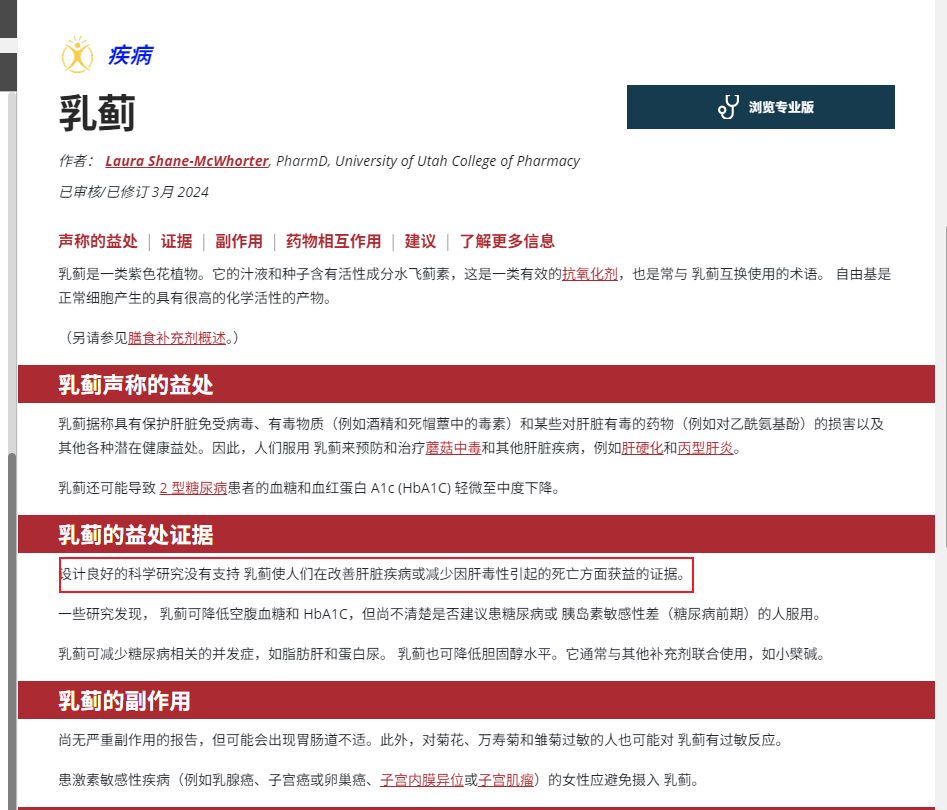 疾病
乳蓟
浏览专业版
作者： Laura Shane-McWhorter, PharmD, University of Utah College of Pharmacy
已审核/已修订 3月 2024
声称的益处 | 证据 | 副作用 | 药物相互作用 | 建议 | 了解更多信息
乳蓟是一类紫色花植物。它的汁液和种子含有活性成分水飞蓟素，这是一类有效的抗氧化剂，也是常与 乳蓟互换使用的术语。 自由基是
正常细胞产生的具有很高的化学活性的产物。
（另请参见膳食补充剂概述。）
乳蓟声称的益处
乳蓟据称具有保护肝脏免受病毒、有毒物质（例如酒精和死帽蕈中的毒素）和某些对肝脏有毒的药物（例如对乙酰氨基酚）的损害以及
其他各种潜在健康益处。因此，人们服用 乳蓟来预防和治疗蘑菇中毒和其他肝脏疾病，例如肝硬化和丙型肝炎。
乳蓟还可能导致 2 型糖尿病患者的血糖和血红蛋白 A1c (HbA1C) 轻微至中度下降。
乳蓟的益处证据
设计良好的科学研究没有支持 乳蓟使人们在改善肝脏疾病或减少因肝毒性引起的死亡方面获益的证据。
一些研究发现， 乳蓟可降低空腹血糖和 HbA1C，但尚不清楚是否建议患糖尿病或 胰岛素敏感性差（糖尿病前期）的人服用。
乳蓟可减少糖尿病相关的并发症，如脂肪肝和蛋白尿。 乳蓟也可降低胆固醇水平。它通常与其他补充剂联合使用，如小檗碱。
乳蓟的副作用
尚无严重副作用的报告，但可能会出现胃肠道不适。此外，对菊花、万寿菊和雏菊过敏的人也可能对 乳蓟有过敏反应。
患激素敏感性疾病（例如乳腺癌、子宫癌或卵巢癌、子宫内膜异位或子宫肌瘤）的女性应避免摄入 乳蓟。